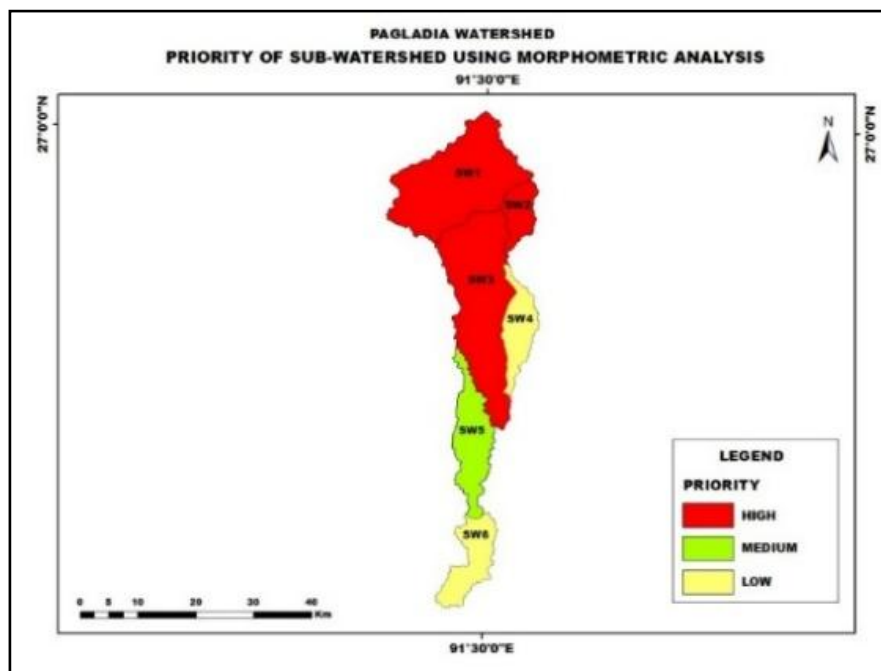 PAGLADIA WATERSHED
PRIORITY OF SUB-WATERSHED USING MORPHOMETRIC ANALYSIS
91°30'0"E
27°0'0"N
27°0'0"N
N
SW1
SW2
SW3
SW4
SW5
SW6
LEGEND
PRIORITY
HIGH
MEDIUM
LOW
0 5 10 20 30 40
Km
91°30'0"E